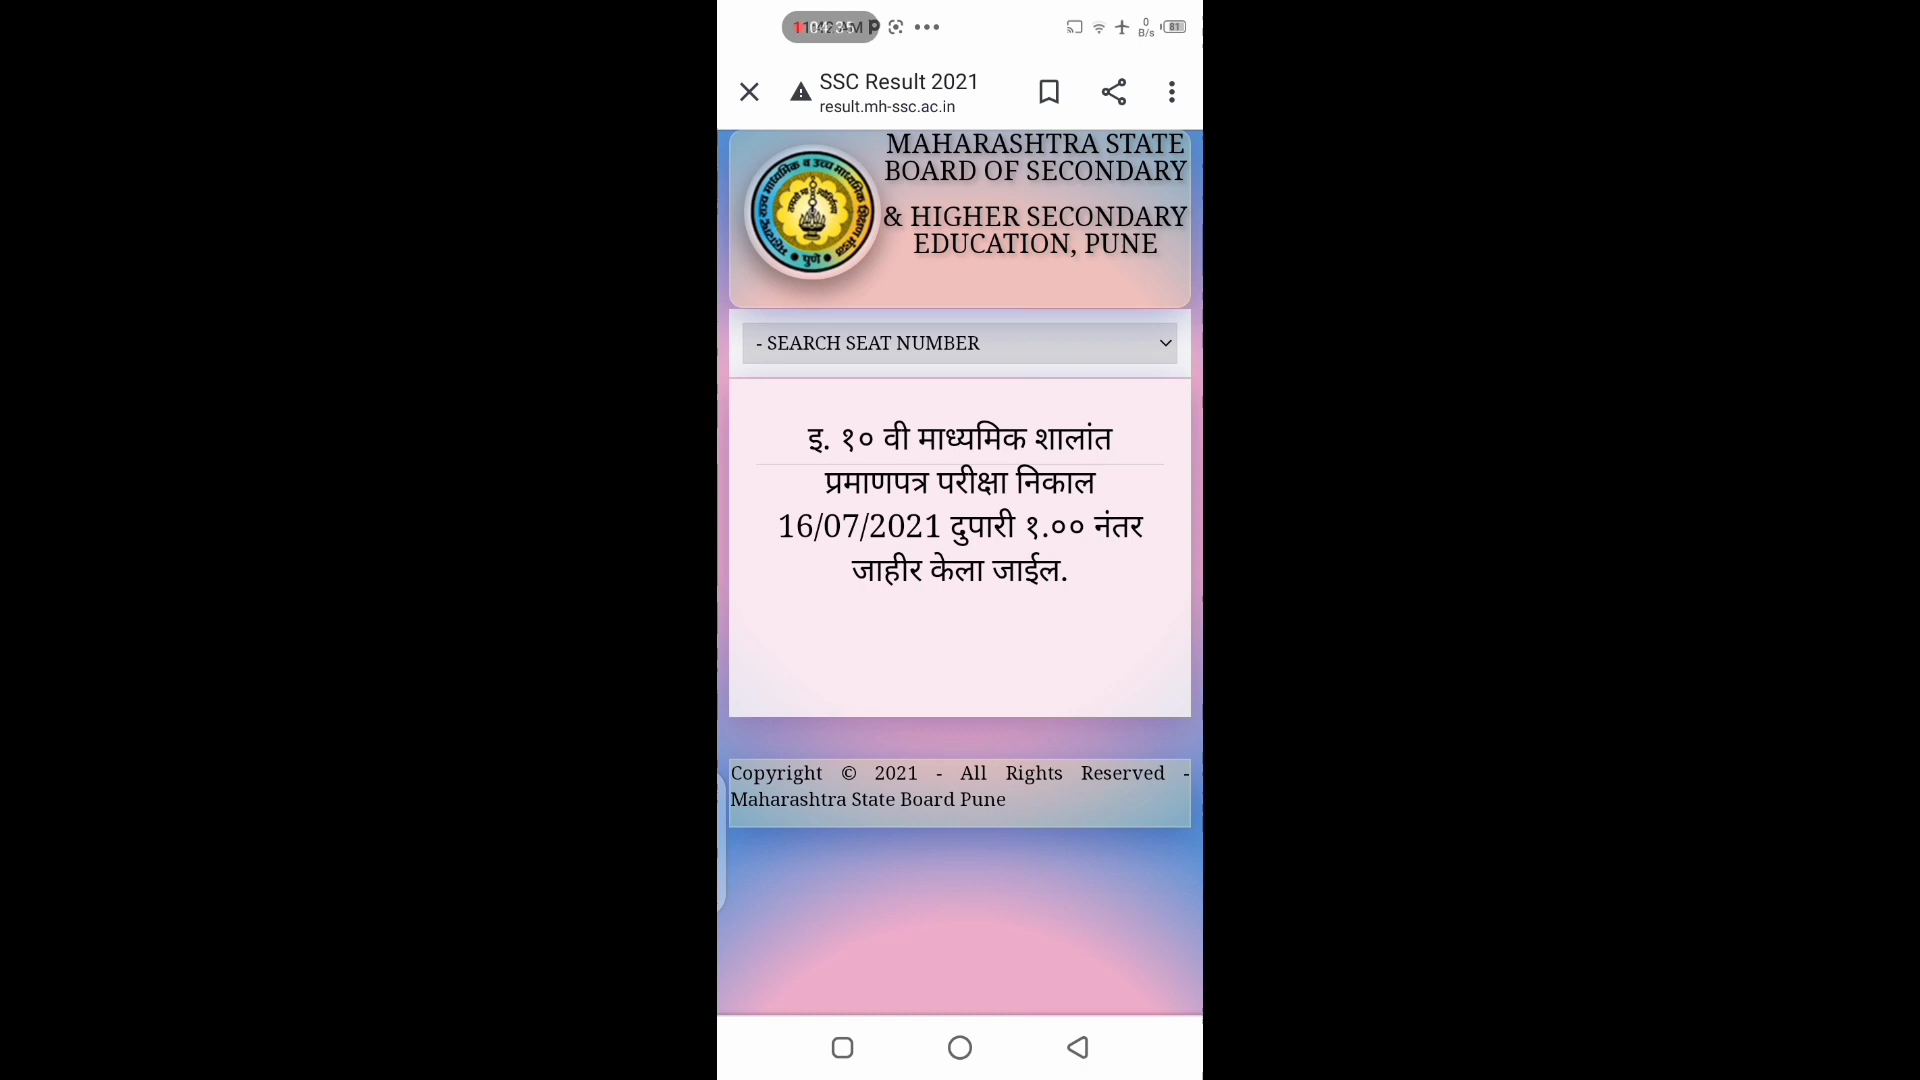 SSC Result 2021
result.mh-ssc.ac.in
0
B/s
81
MAHARASHTRA STATE
BOARD OF SECONDARY
& HIGHER SECONDARY
EDUCATION, PUNE
पुणे
- SEARCH SEAT NUMBER
इ. १० वी माध्यमिक शालांत
प्रमाणपत्र परीक्षा निकाल
16/07/2021 दुपारी १.०० नंतर
जाहीर केला जाईल.
Copyright © 2021 - All Rights Reserved -
Maharashtra State Board Pune